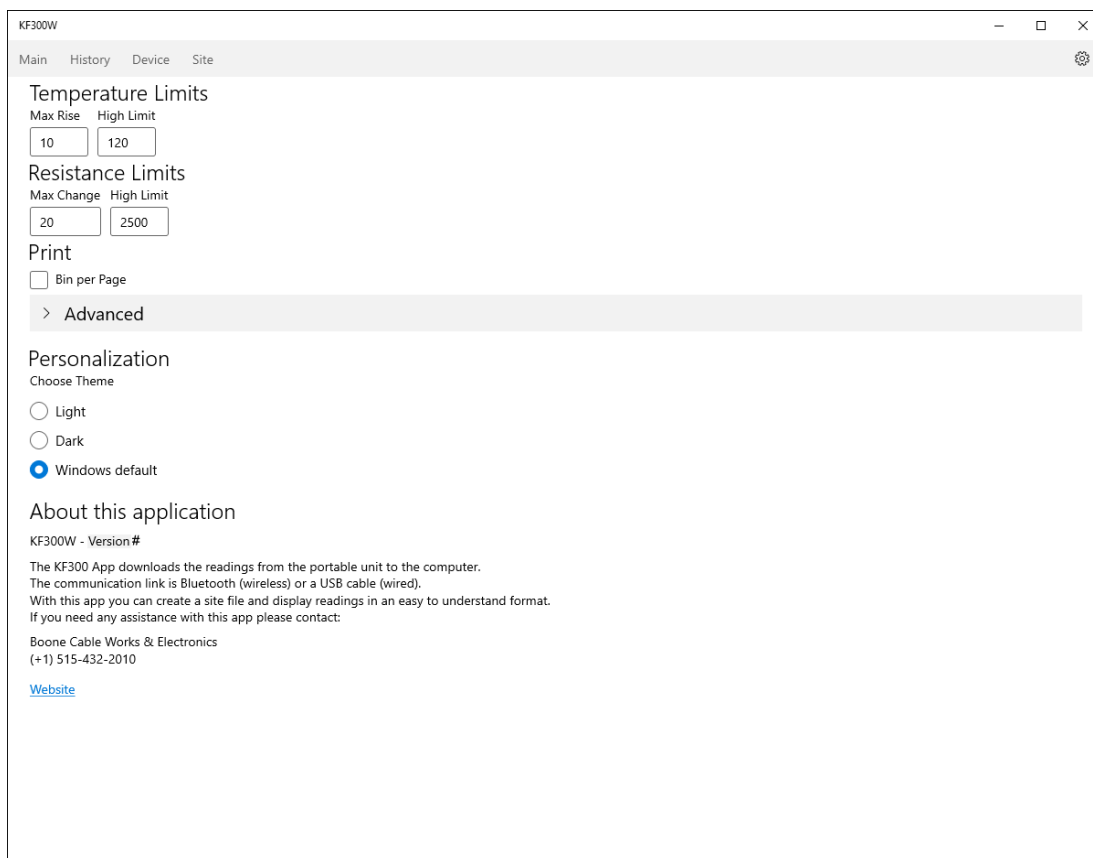 KF300W
Main History Device Site
Temperature Limits
Max Rise High Limit
10 120
Resistance Limits
Max Change High Limit
20 2500
Print
Bin per Page
Advanced
Personalization
Choose Theme
Light
Dark
Windows default
About this application
KF300W - Version #
The KF300 App downloads the readings from the portable unit to the computer.
The communication link is Bluetooth (wireless) or a USB cable (wired).
With this app you can create a site file and display readings in an easy to understand format.
If you need any assistance with this app please contact:
Boone Cable Works & Electronics
(+1) 515-432-2010
Website